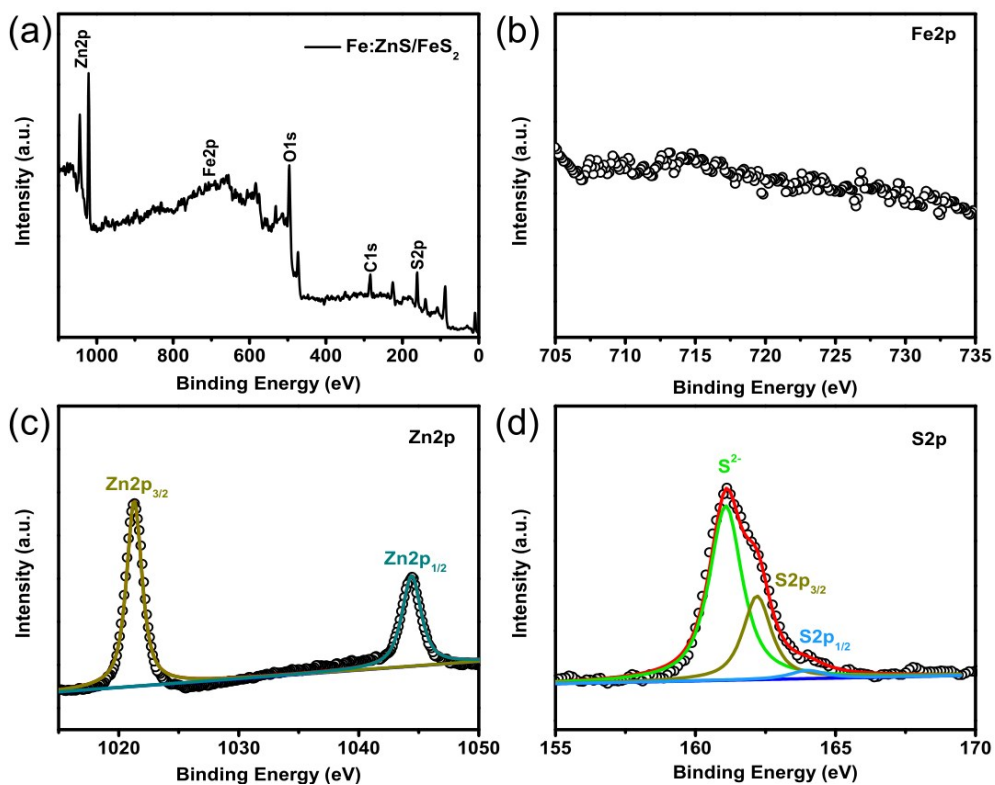 (a)
Zn2p
Fe:ZnS/FeS₂
Fe2p
O1s
C1s
S2p
Intensity (a.u.)
1000 800 600 400 200 0
Binding Energy (eV)
(b)
Fe2p
Intensity (a.u.)
705 710 715 720 725 730 735
Binding Energy (eV)
(c)
Zn2p
Zn2p₃/₂
Zn2p₁/₂
Intensity (a.u.)
1020 1030 1040 1050
Binding Energy (eV)
(d)
S2p
S²⁻
S2p₃/₂
S2p₁/₂
Intensity (a.u.)
155 160 165 170
Binding Energy (eV)